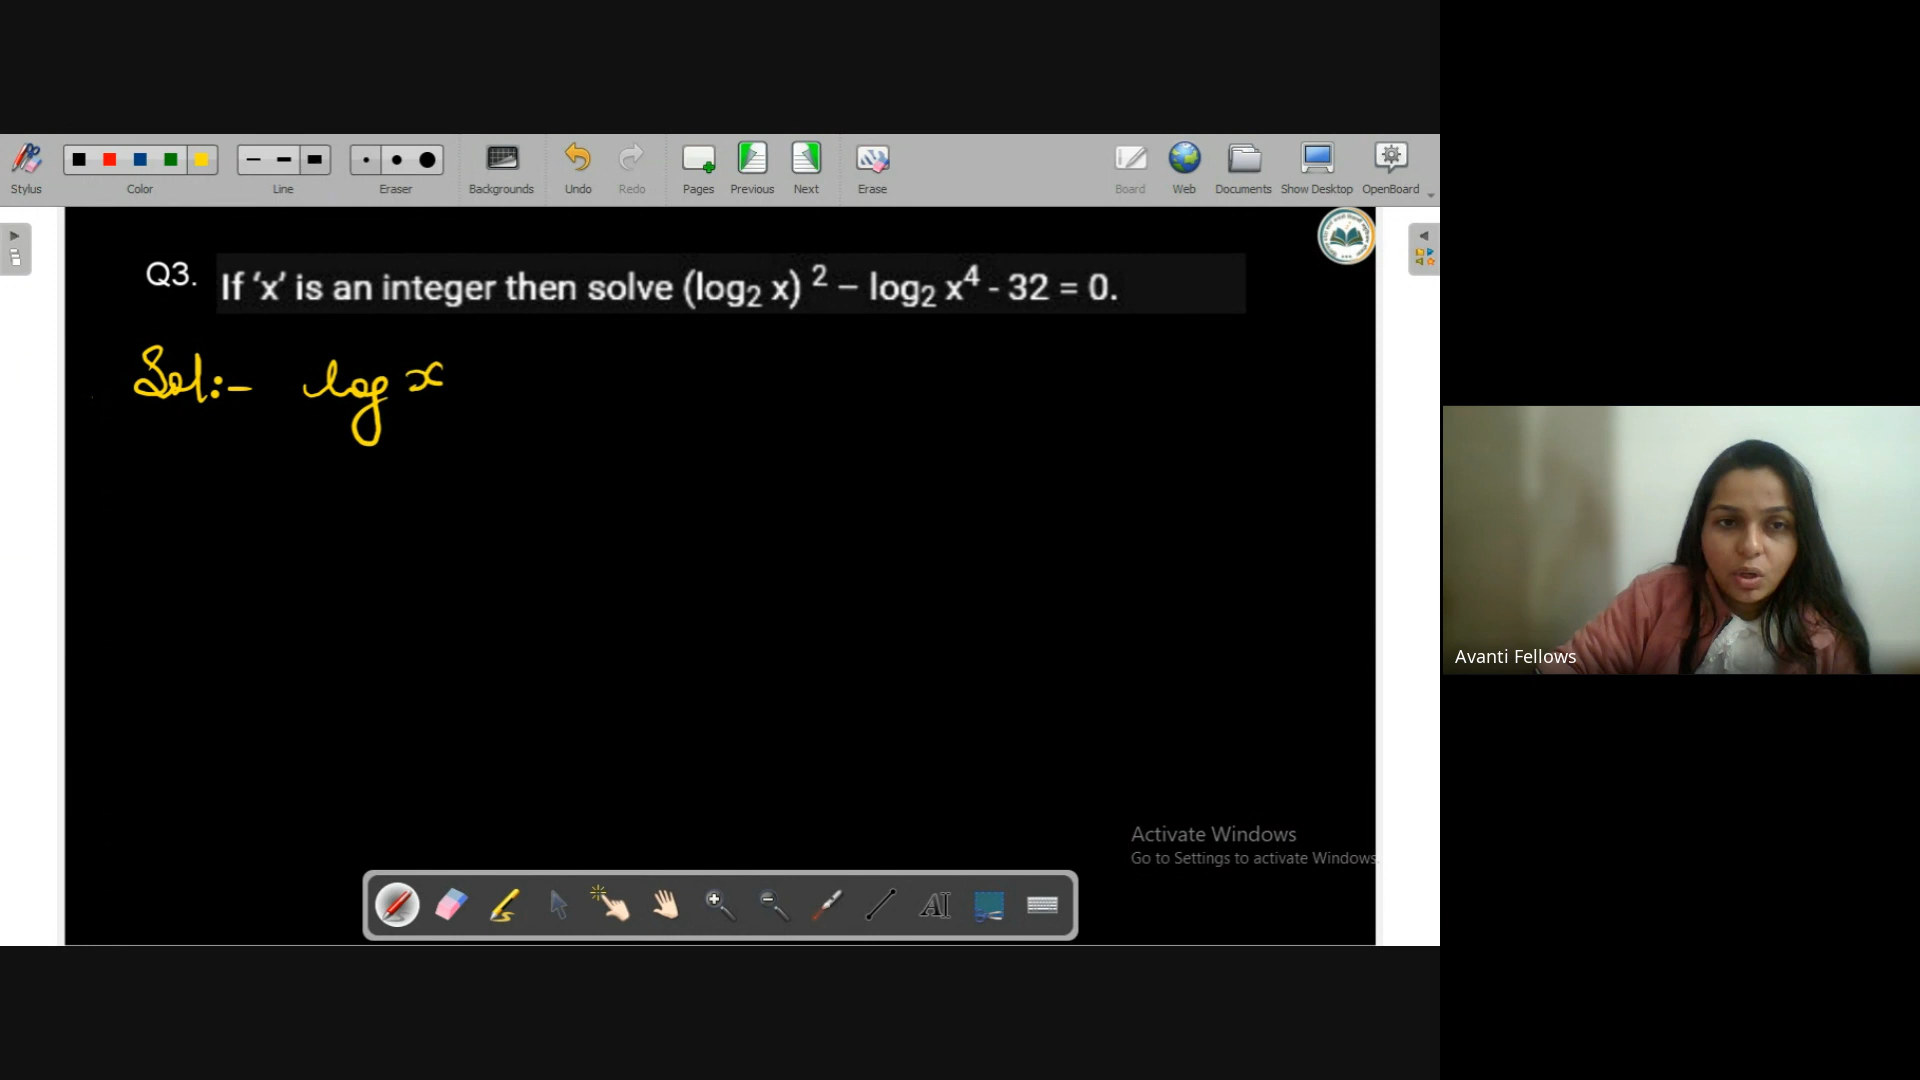 Stylus
Color
Line
Eraser
Backgrounds
Undo
Redo
Pages
Previous
Next
Erase
Board
Web
Documents
Show Desktop
OpenBoard
Q3. If ‘x’ is an integer then solve (log₂ x) ² – log₂ x⁴ - 32 = 0.
Sol:- log x
Avanti Fellows
Activate Windows
Go to Settings to activate Windows.
AI